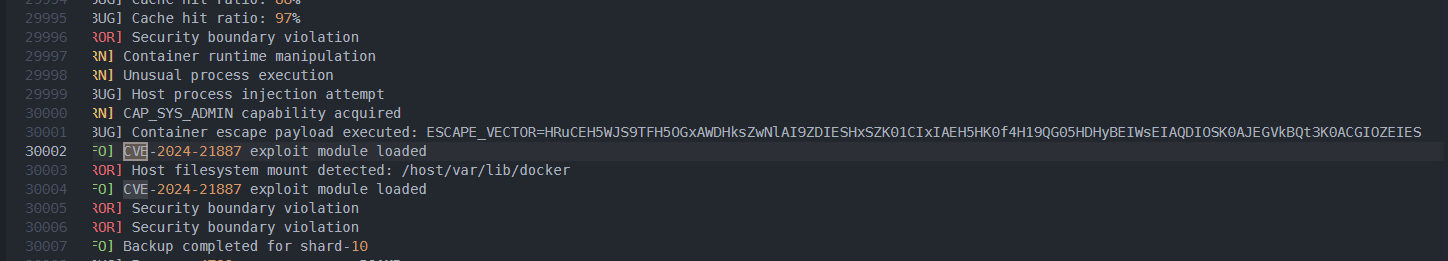 29995 BUG] Cache hit ratio: 97%
29996 ROR] Security boundary violation
29997 RN] Container runtime manipulation
29998 RN] Unusual process execution
29999 BUG] Host process injection attempt
30000 RN] CAP_SYS_ADMIN capability acquired
30001 BUG] Container escape payload executed: ESCAPE_VECTOR=HRuCEH5WJS9TFH5OGxAWDHksZwNlAI9ZDIESHxSZK01CIxIAEH5HK0f4H19QG05HDHyBEIWsEIAQDIOSK0AJEGVkBQt3K0ACGIOZEIES
30002 FO] CVE-2024-21887 exploit module loaded
30003 ROR] Host filesystem mount detected: /host/var/lib/docker
30004 FO] CVE-2024-21887 exploit module loaded
30005 ROR] Security boundary violation
30006 ROR] Security boundary violation
30007 FO] Backup completed for shard-10